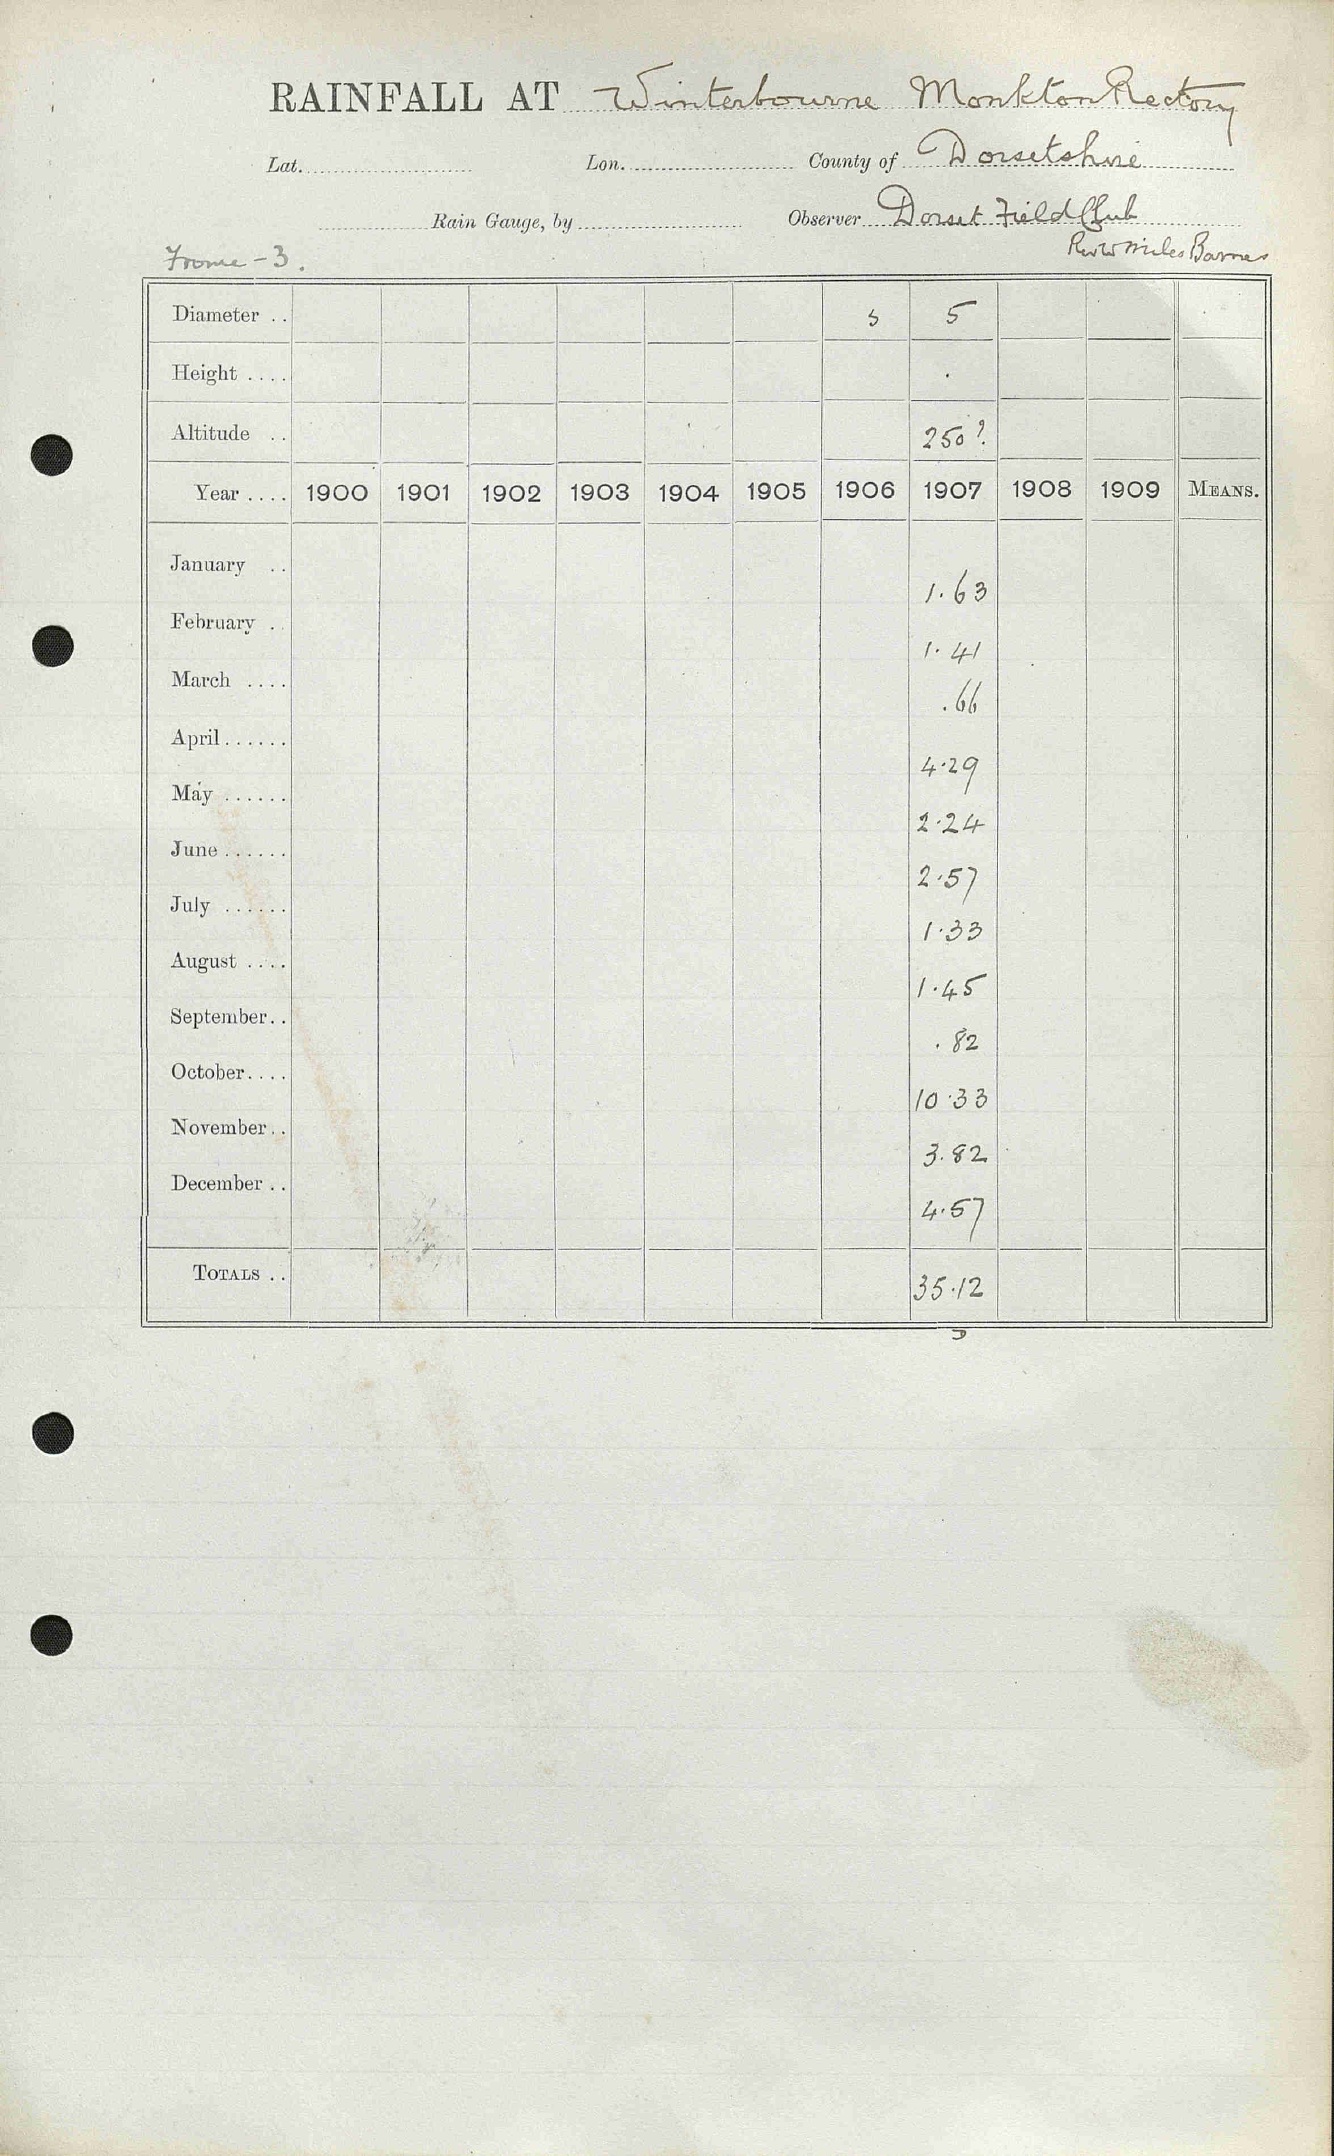 RAINFALL AT Winterbourne Monkton Rectory
Lat. Lon. County of Dorsetshire
Rain Gauge, by Observer Dorset Field Club
Frome - 3. Rev W Miles Barnes
Diameter . . 5 5
Height . . . .
Altitude . . 250 ?
Year . . . . 1900 1901 1902 1903 1904 1905 1906 1907 1908 1909 MEANS.
January . . 1.63
February . 1.41
March . . . . .66
April . . . . . . 4.29
May . . . . . . 2.24
June . . . . . . 2.57
July . . . . . . 1.33
August . . . . 1.45
September . . .82
October . . . . 10.33
November . . 3.82
December . . 4.57
TOTALS . . 35.12
D